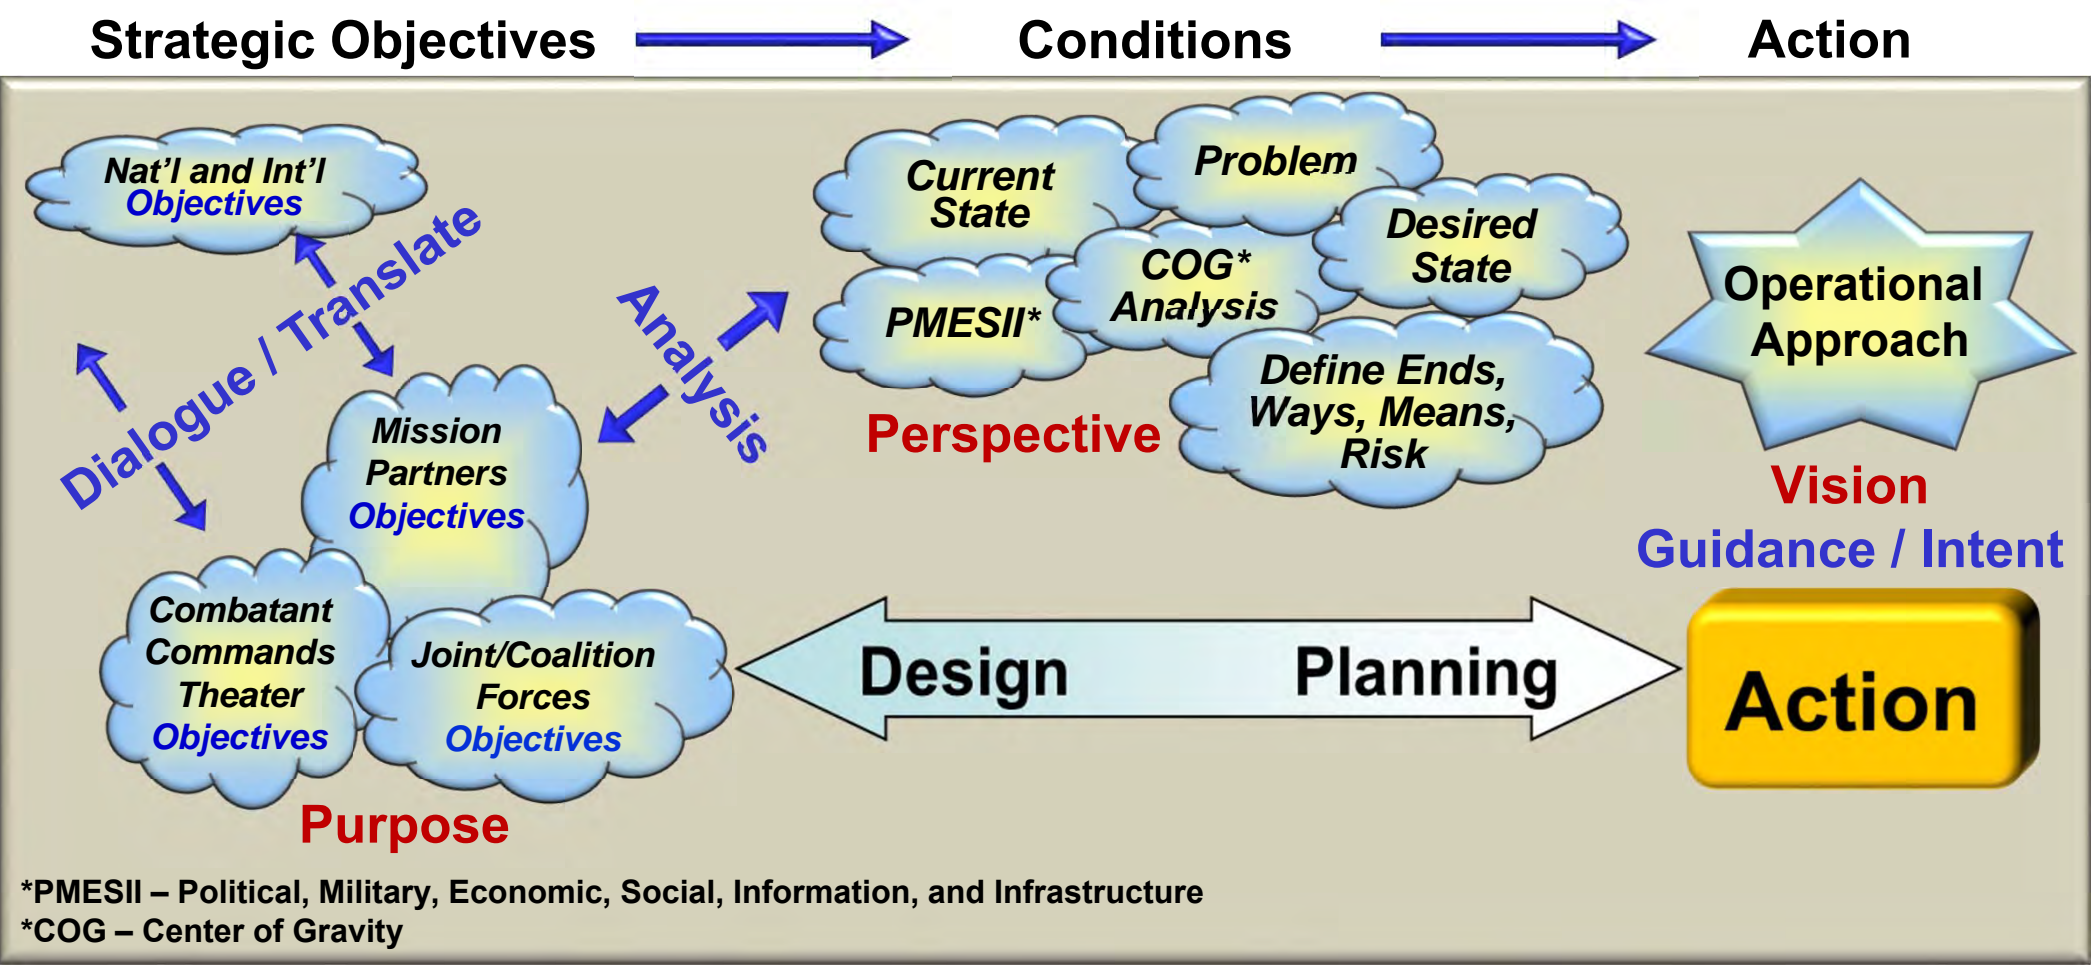 Strategic Objectives
Conditions
Action
Nat’l and Int’l
Objectives
Dialogue / Translate
Mission
Partners
Objectives
Combatant
Commands
Theater
Objectives
Joint/Coalition
Forces
Objectives
Purpose
Analysis
Current
State
Problem
Desired
State
PMESII*
COG*
Analysis
Define Ends,
Ways, Means,
Risk
Perspective
Operational
Approach
Vision
Guidance / Intent
Design
Planning
Action
*PMESII – Political, Military, Economic, Social, Information, and Infrastructure
*COG – Center of Gravity